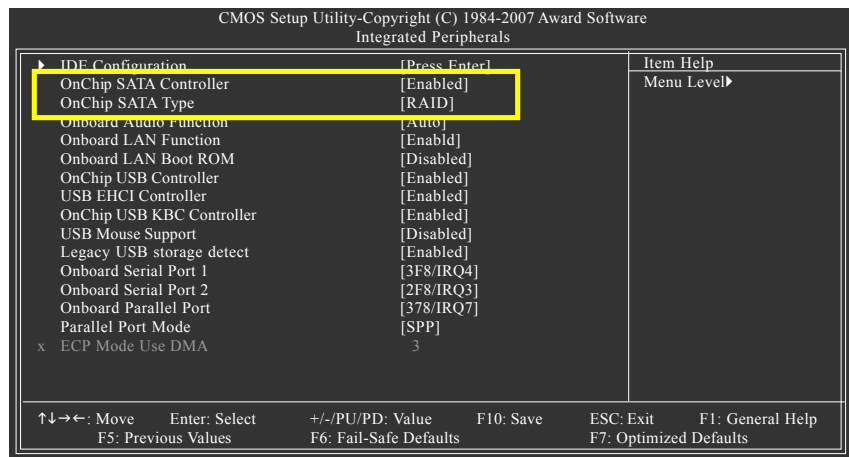 CMOS Setup Utility-Copyright (C) 1984-2007 Award Software
Integrated Peripherals
IDE Configuration [Press Enter] Item Help
OnChip SATA Controller [Enabled] Menu Level
OnChip SATA Type [RAID]
Onboard Audio Function [Auto]
Onboard LAN Function [Enabld]
Onboard LAN Boot ROM [Disabled]
OnChip USB Controller [Enabled]
USB EHCI Controller [Enabled]
OnChip USB KBC Controller [Enabled]
USB Mouse Support [Disabled]
Legacy USB storage detect [Enabled]
Onboard Serial Port 1 [3F8/IRQ4]
Onboard Serial Port 2 [2F8/IRQ3]
Onboard Parallel Port [378/IRQ7]
Parallel Port Mode [SPP]
x ECP Mode Use DMA 3
↑↓→←: Move Enter: Select +/-/PU/PD: Value F10: Save ESC: Exit F1: General Help
F5: Previous Values F6: Fail-Safe Defaults F7: Optimized Defaults